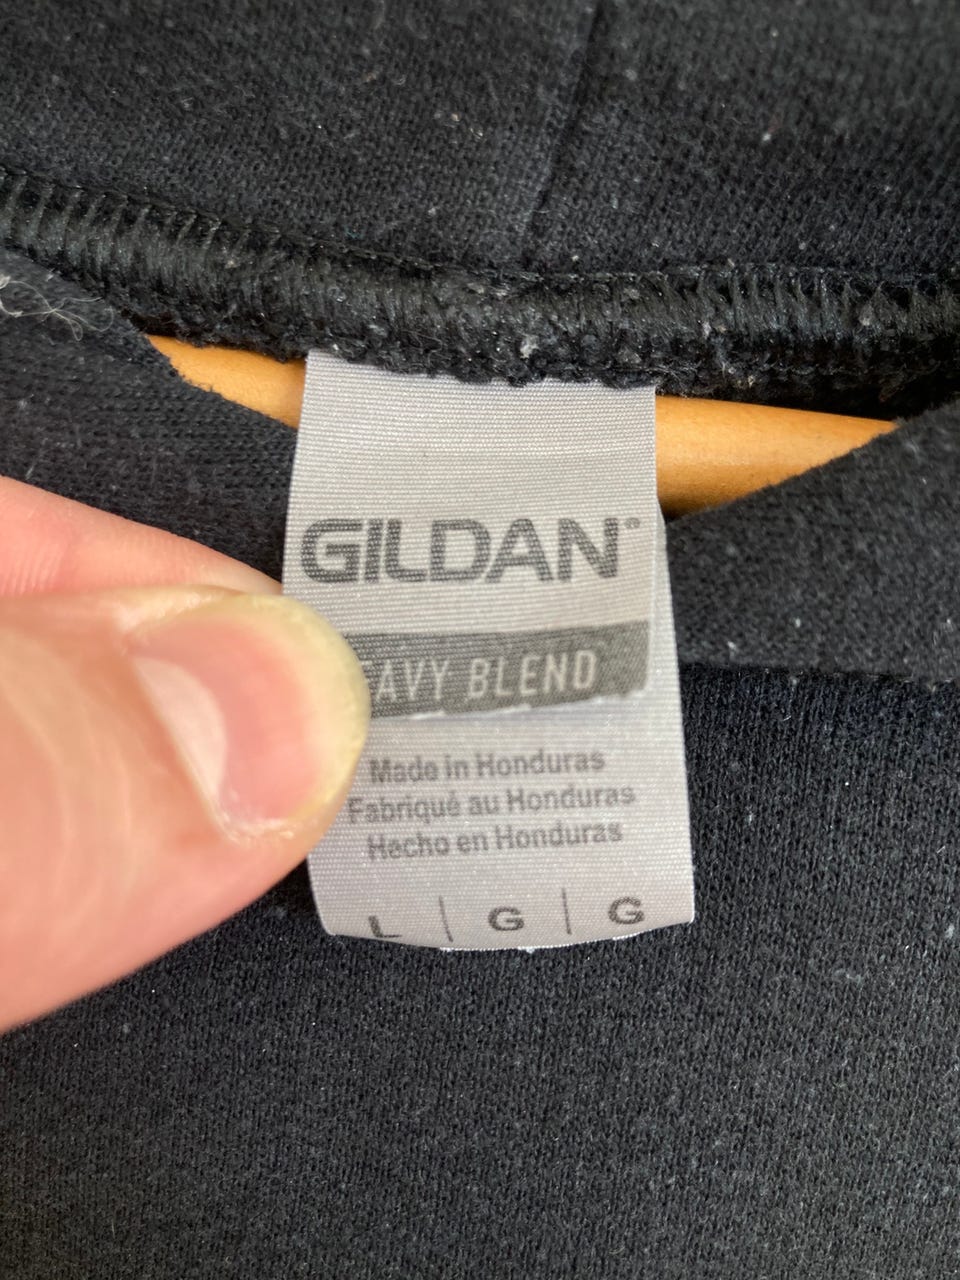 GILDAN®
EAVY BLEND
Made in Honduras
Fabriqué au Honduras
Hecho en Honduras
L | G | G